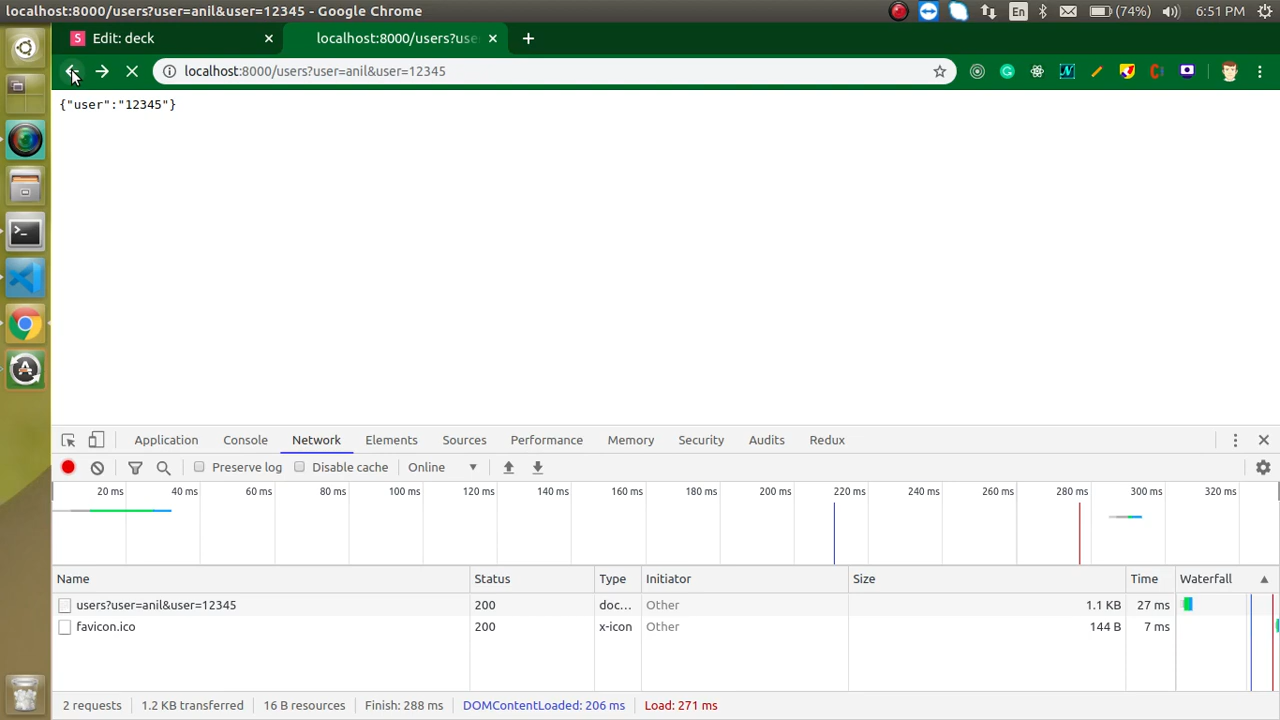 localhost:8000/users?user=anil&user=12345 - Google Chrome
En
(74%)
6:51 PM
Edit: deck
localhost:8000/users?use
localhost:8000/users?user=anil&user=12345
{"user":"12345"}
Application
Console
Network
Elements
Sources
Performance
Memory
Security
Audits
Redux
Preserve log
Disable cache
Online
20 ms
40 ms
60 ms
80 ms
100 ms
120 ms
140 ms
160 ms
180 ms
200 ms
220 ms
240 ms
260 ms
280 ms
300 ms
320 ms
Name
Status
Type
Initiator
Size
Time
Waterfall
users?user=anil&user=12345
200
doc...
Other
1.1 KB
27 ms
favicon.ico
200
x-icon
Other
144 B
7 ms
2 requests
1.2 KB transferred
16 B resources
Finish: 288 ms
DOMContentLoaded: 206 ms
Load: 271 ms